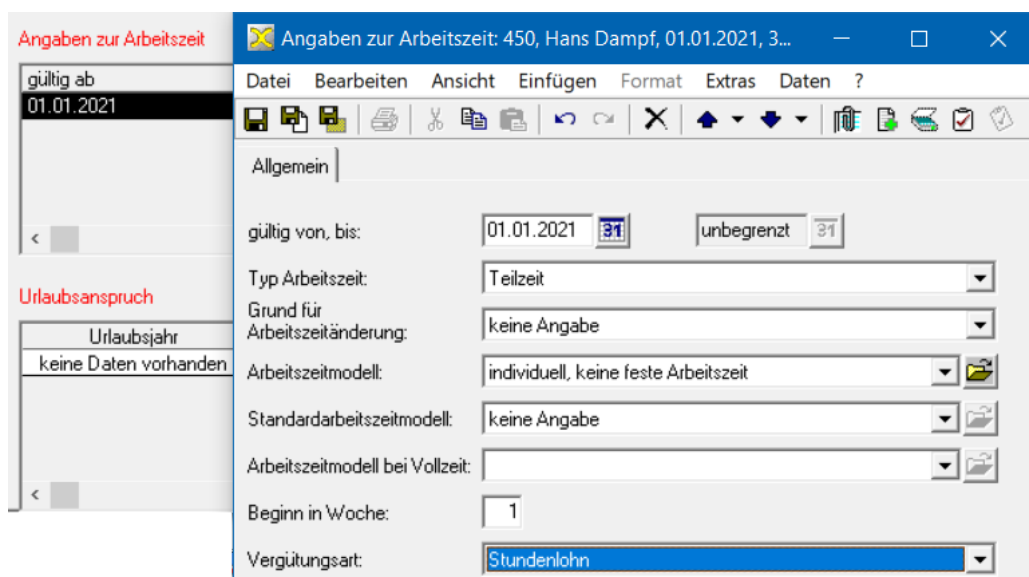 Angaben zur Arbeitszeit
gültig ab
01.01.2021
Urlaubsanspruch
Urlaubsjahr
keine Daten vorhanden
Angaben zur Arbeitszeit: 450, Hans Dampf, 01.01.2021, 3...
Datei Bearbeiten Ansicht Einfügen Format Extras Daten ?
Allgemein
gültig von, bis: 01.01.2021 31 unbegrenzt 31
Typ Arbeitszeit: Teilzeit
Grund für
Arbeitszeitänderung: keine Angabe
Arbeitszeitmodell: individuell, keine feste Arbeitszeit
Standardarbeitszeitmodell: keine Angabe
Arbeitszeitmodell bei Vollzeit:
Beginn in Woche: 1
Vergütungsart: Stundenlohn